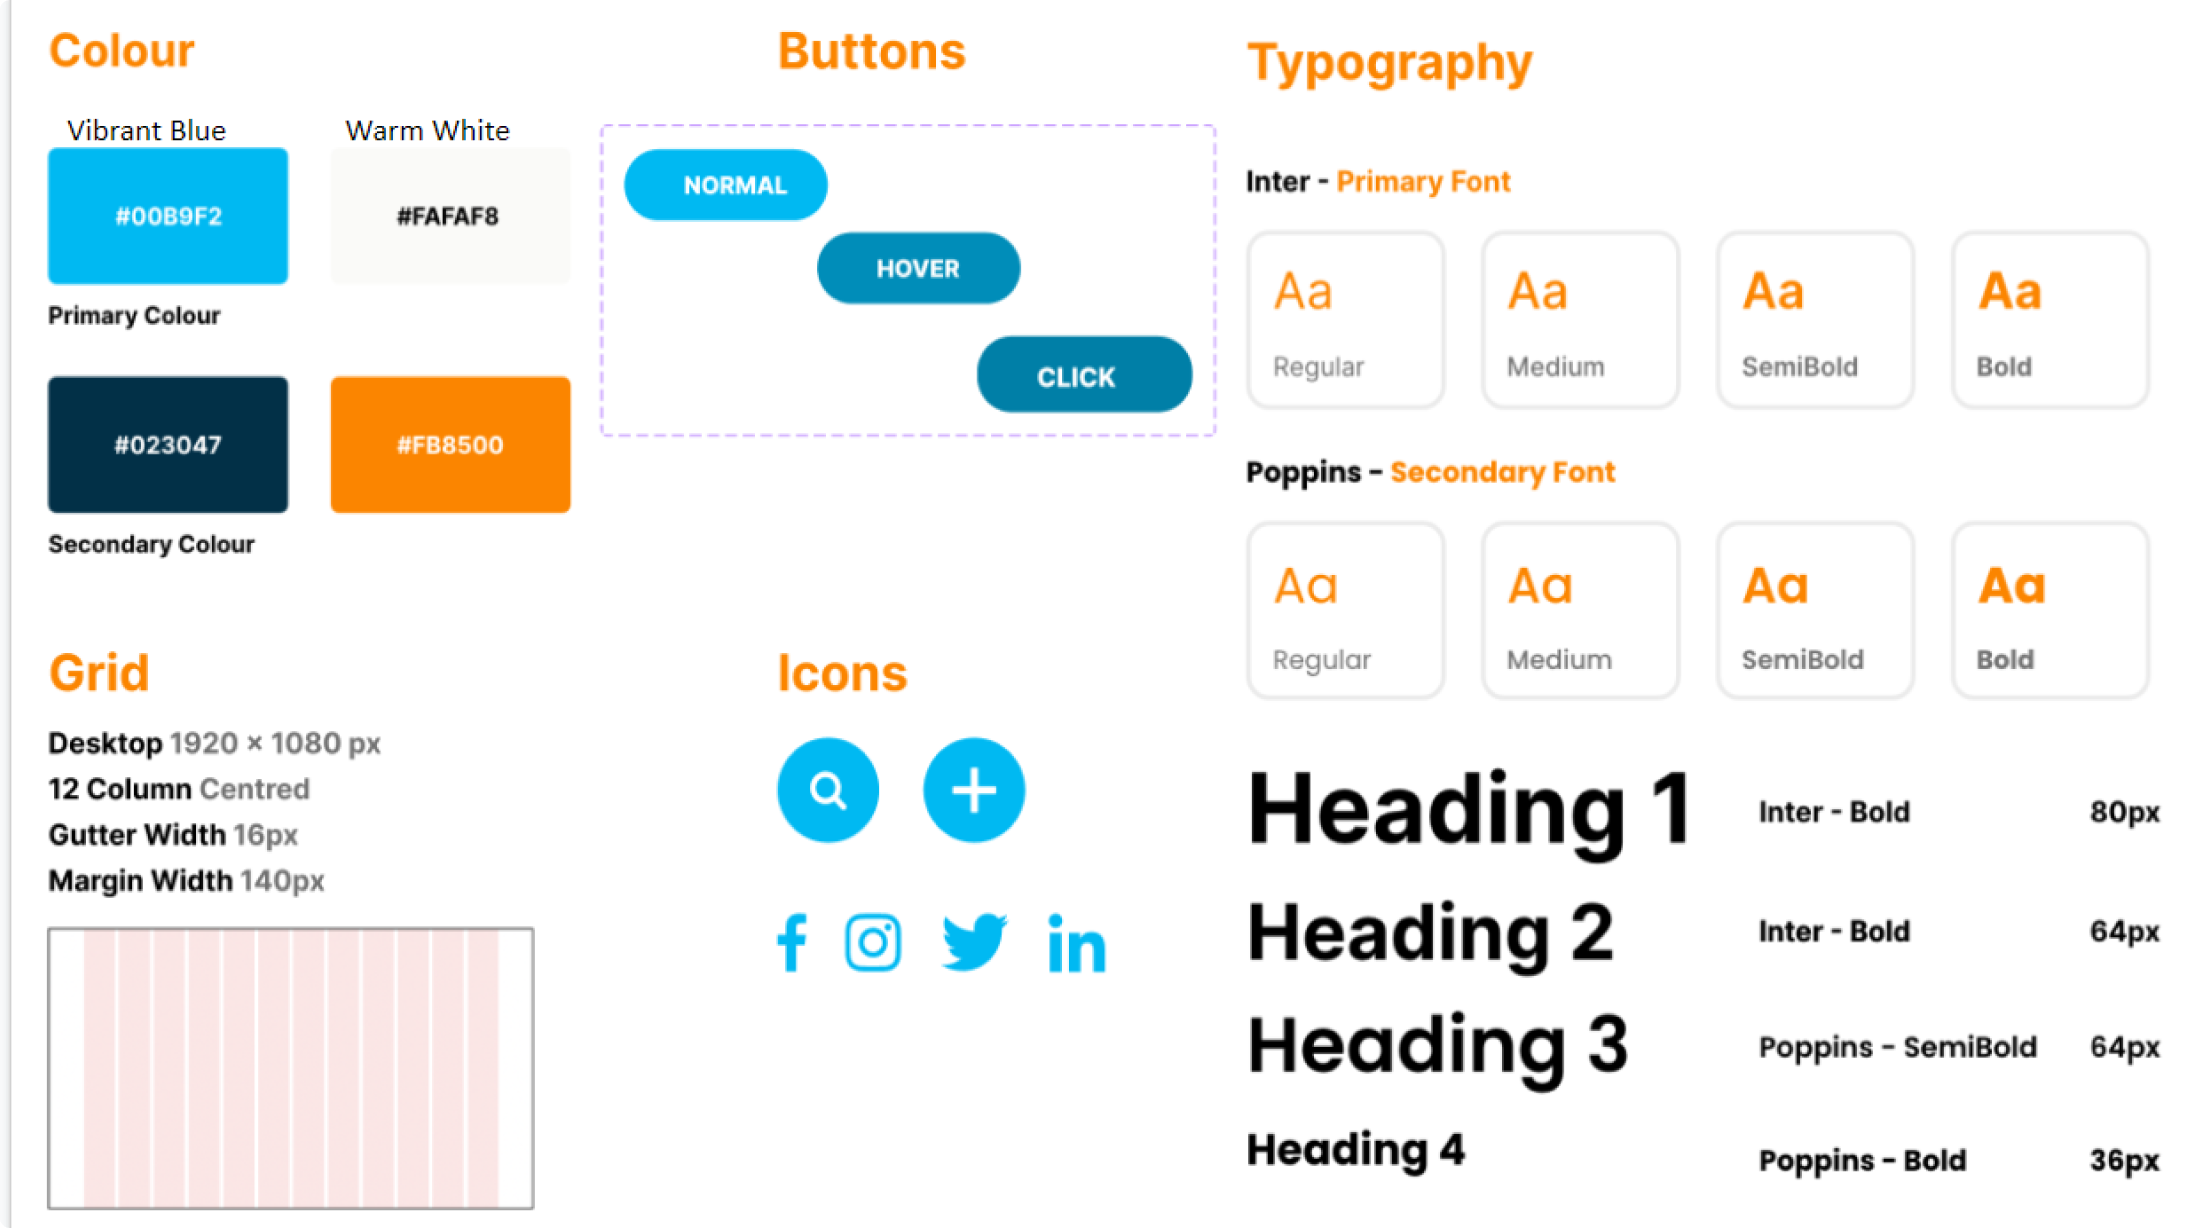 Colour
Vibrant Blue
Warm White
#00B9F2
#FAFAF8
Primary Colour
#023047
#FB8500
Secondary Colour
Buttons
NORMAL
HOVER
CLICK
Typography
Inter - Primary Font
Aa
Aa
Aa
Aa
Regular
Medium
SemiBold
Bold
Poppins - Secondary Font
Aa
Aa
Aa
Aa
Regular
Medium
SemiBold
Bold
Grid
Desktop 1920 × 1080 px
12 Column Centred
Gutter Width 16px
Margin Width 140px
Icons
f
in
Heading 1 Inter - Bold 80px
Heading 2 Inter - Bold 64px
Heading 3 Poppins - SemiBold 64px
Heading 4 Poppins - Bold 36px